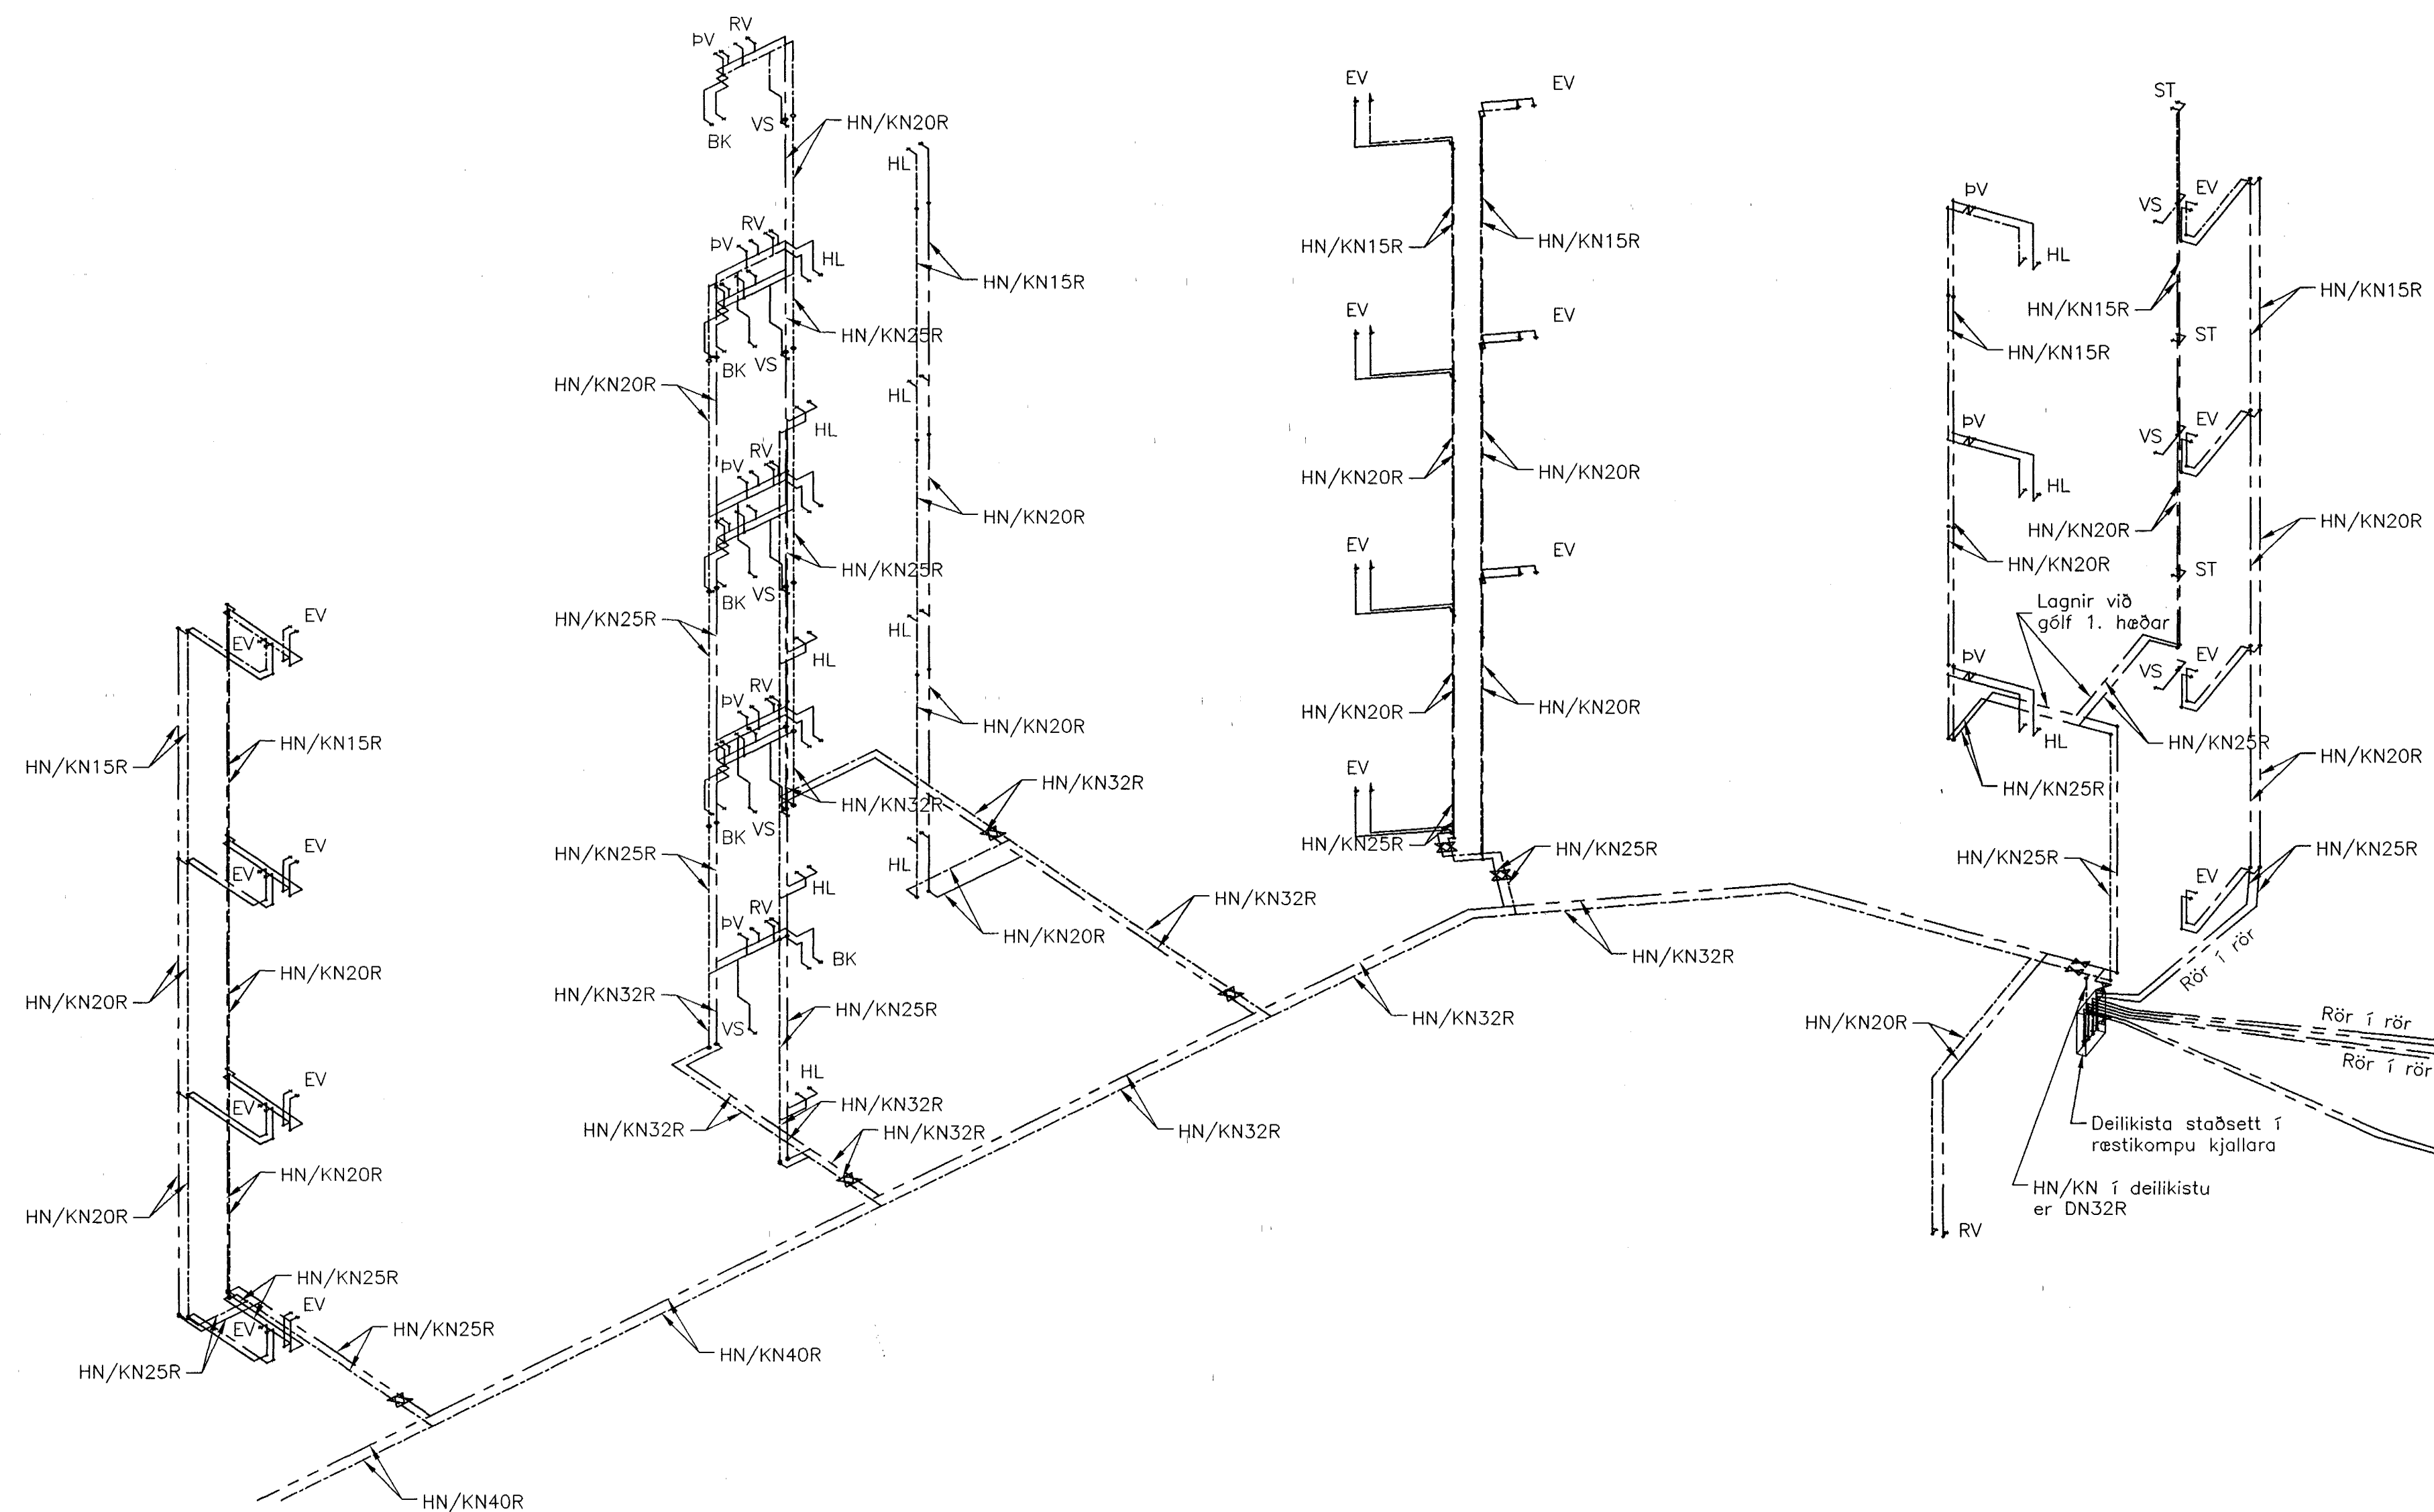 RV
ÞV
EV
EV
ST
BK
VS
HN/KN20R
HL
ÞV
EV
VS
RV
ÞV
HL
HN/KN15R
HN/KN15R
HN/KN15R
HL
HN/KN15R
HN/KN15R
EV
EV
ST
HN/KN25R
HN/KN15R
BK
VS
HN/KN20R
HL
HL
ÞV
EV
VS
RV
ÞV
HN/KN20R
HN/KN20R
HL
HN/KN20R
HN/KN20R
HN/KN20R
EV
EV
HN/KN20R
ST
HN/KN25R
BK
VS
HN/KN25R
HL
Lagnir við
gólf 1. hæðar
EV
EV
HL
ÞV
EV
VS
RV
ÞV
HN/KN20R
HN/KN20R
HN/KN20R
HL
HN/KN25R
HN/KN15R
HN/KN15R
EV
HN/KN32R
HN/KN32R
HN/KN25R
HN/KN20R
BK
VS
HN/KN25R
HN/KN25R
HN/KN25R
HN/KN25R
HN/KN25R
EV
EV
HL
HL
EV
RV
ÞV
HN/KN32R
HN/KN20R
BK
HN/KN32R
Rör í rör
HN/KN20R
HN/KN20R
HN/KN32R
VS
HN/KN25R
HN/KN32R
HN/KN20R
Rör í rör
Rör í rör
EV
EV
HL
HN/KN32R
HN/KN32R
HN/KN32R
HN/KN32R
Deilikista staðsett í
ræstikompu kjallara
HN/KN20R
HN/KN20R
HN/KN í deilikistu
er DN32R
RV
HN/KN25R
EV
EV
HN/KN25R
HN/KN25R
HN/KN40R
HN/KN40R